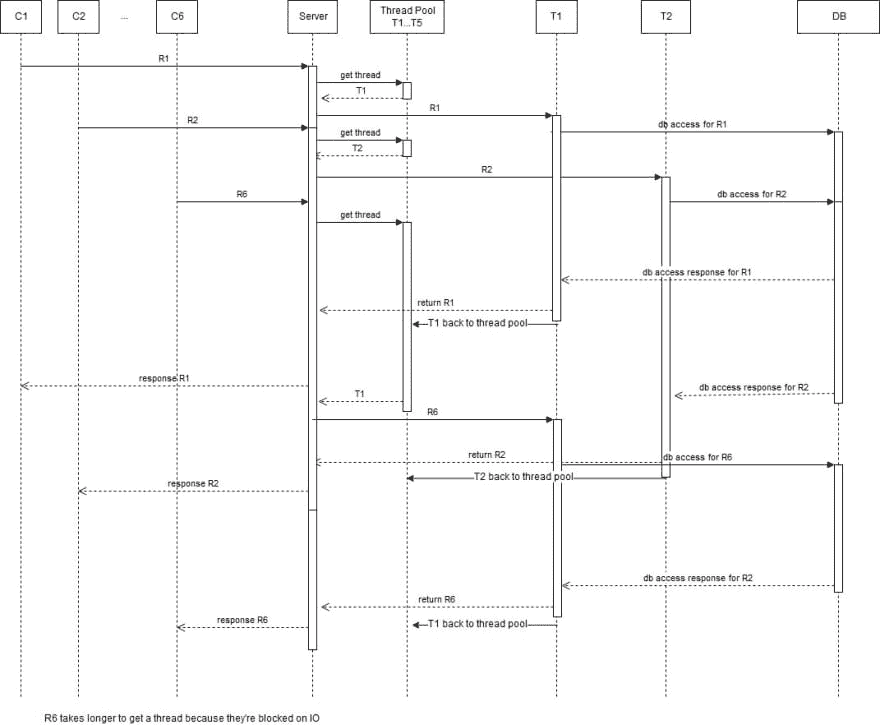 C1
C2
...
C6
Server
Thread Pool
T1...T5
T1
T2
DB
R1
get thread
T1
R1
R2
db access for R1
get thread
T2
R2
R6
db access for R2
get thread
db access response for R1
return R1
T1 back to thread pool
response R1
db access response for R2
T1
R6
return R2
db access for R6
T2 back to thread pool
response R2
db access response for R2
return R6
response R6
T1 back to thread pool
R6 takes longer to get a thread because they're blocked on IO